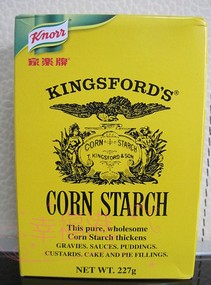 Knorr
家樂牌
KINGSFORD'S®
CORN STARCH
T. KINGSFORD & SON
CORN STARCH
This pure, wholesome
Corn Starch thickens
GRAVIES, SAUCES, PUDDINGS,
CUSTARDS, CAKE AND PIE FILLINGS.
NET WT. 227g